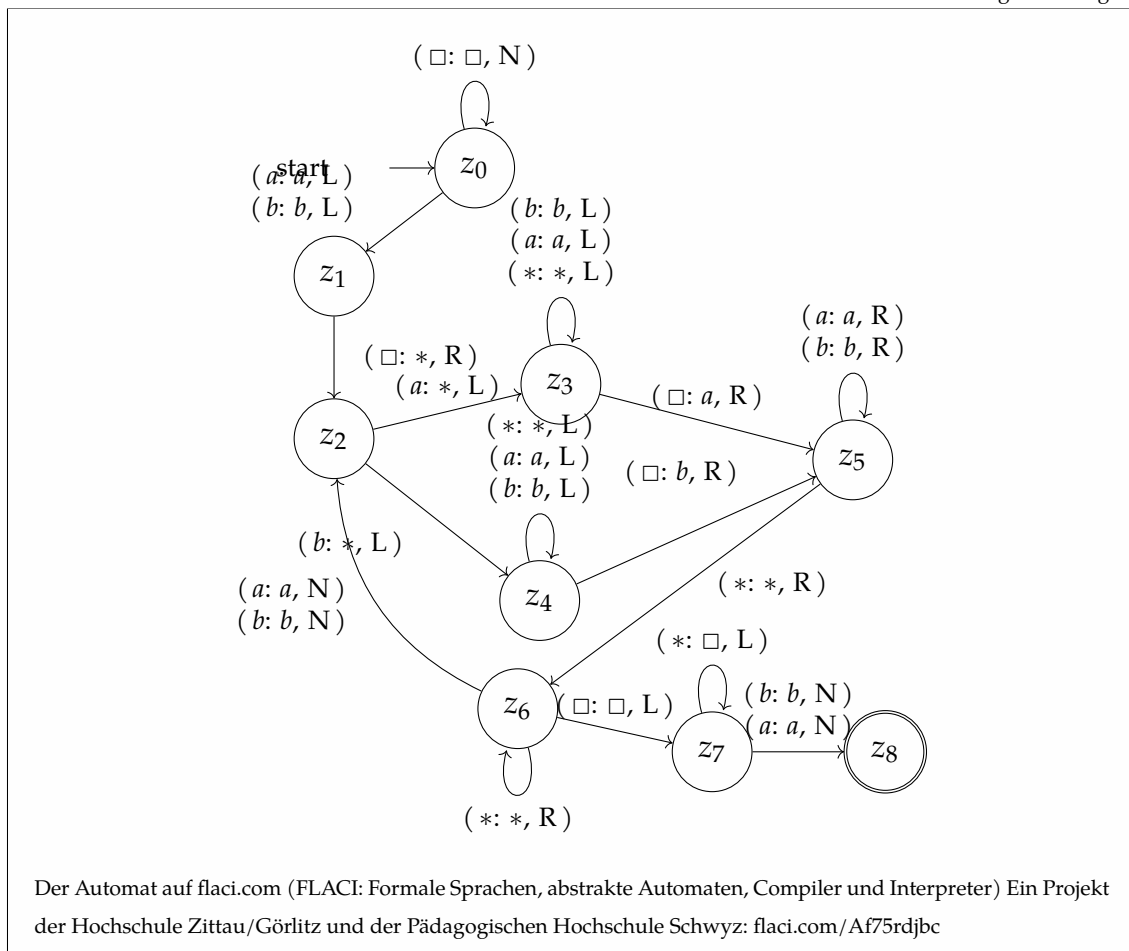 (□: □, N)
start
z0
(a: a, L)
(b: b, L)
(b: b, L)
(a: a, L)
(∗: ∗, L)
z1
(a: a, R)
(b: b, R)
(□: ∗, R)
(a: ∗, L)
z3
(□: a, R)
z2
(∗: ∗, L)
(a: a, L)
(b: b, L)
(□: b, R)
z5
(b: ∗, L)
(a: a, N)
(b: b, N)
z4
(∗: ∗, R)
(∗: □, L)
z6
(□: □, L)
(b: b, N)
(a: a, N)
z7
z8
(∗: ∗, R)
Der Automat auf flaci.com (FLACI: Formale Sprachen, abstrakte Automaten, Compiler und Interpreter) Ein Projekt
der Hochschule Zittau/Görlitz und der Pädagogischen Hochschule Schwyz: flaci.com/Af75rdjbc